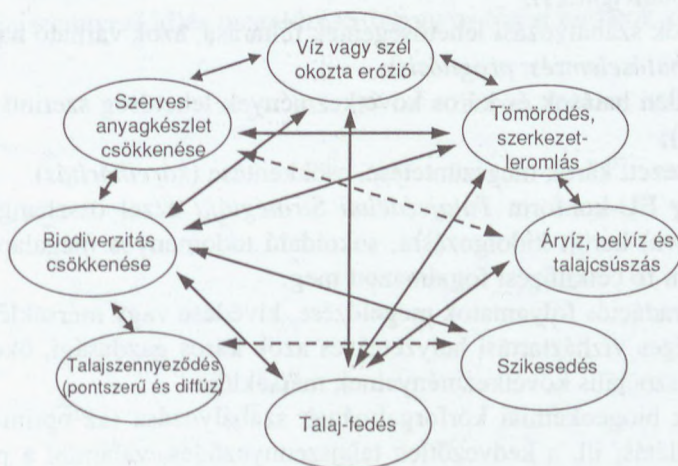 Víz vagy szél
okozta erózió
Szerves-
anyagkészlet
csökkenése
Tömörödés,
szerkezet-
leromlás
Biodiverzitás
csökkenése
Árvíz, belvíz és
talajcsúszás
Talajszennyeződés
(pontszerű és diffúz)
Szikesedés
Talaj-fedés